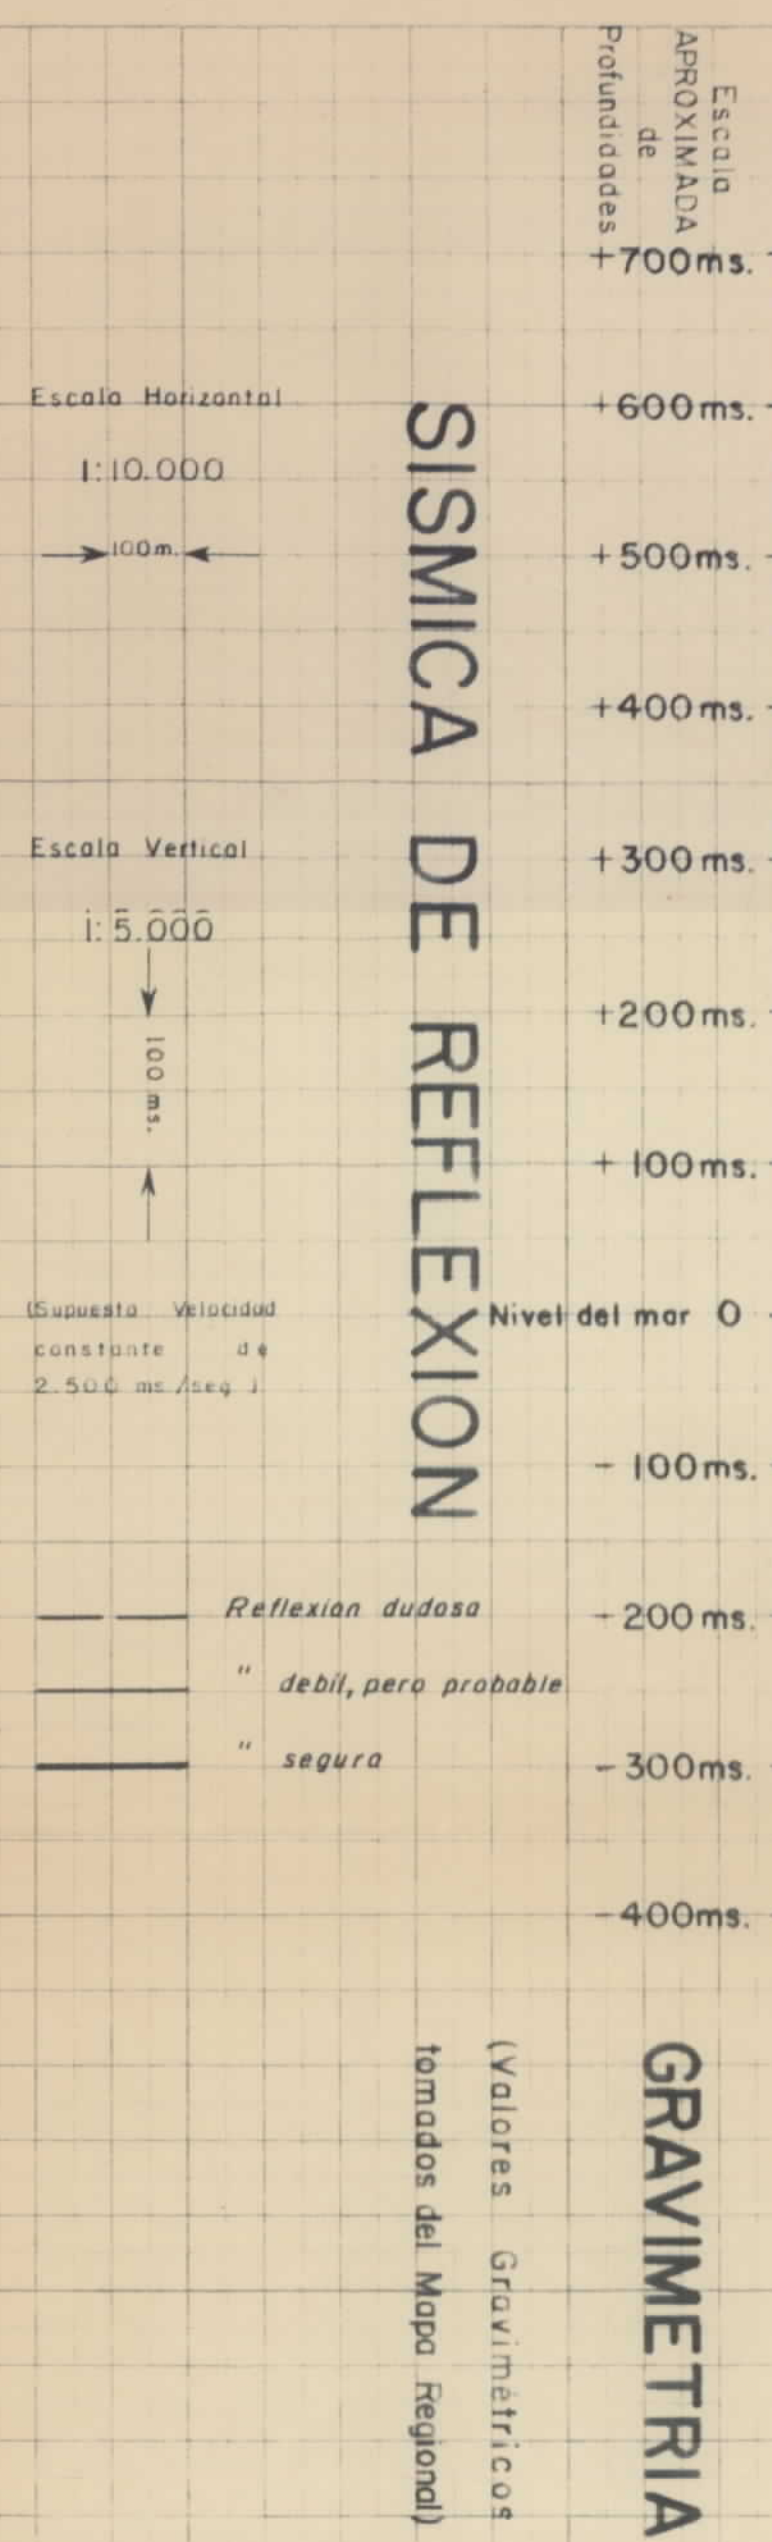 Escala
APROXIMADA
de
Profundidades
+700ms.
+600ms.
+500ms.
+400ms.
+300ms.
+200ms.
+ 100ms.
Nivel del mar O
- 100ms.
- 200ms.
- 300ms.
-400ms.
SISMICA DE REFLEXION
Escala Horizontal
1:10.000
100m.
Escala Vertical
1:5.000
100 ms.
(Supuesta Velocidad
constante de
2.500 ms/seg.)
Reflexion dudosa
" debil, pero probable
" segura
GRAVIMETRIA
(Valores Gravimétricos
tomados del Mapa Regional)